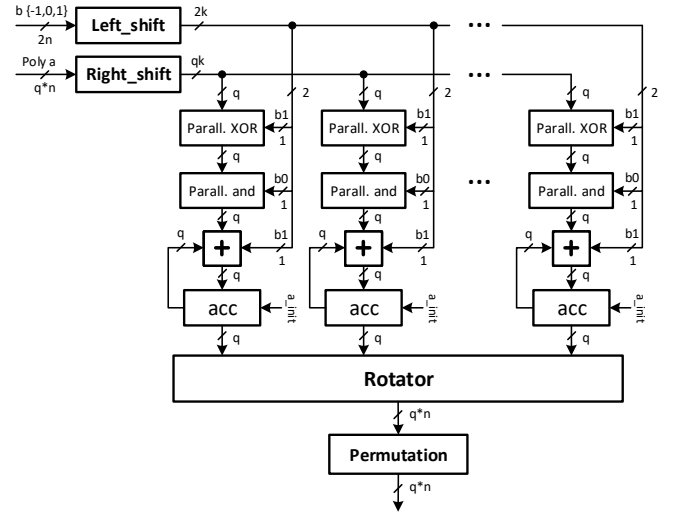 b {-1,0,1}
2n
Left_shift
2k
...
Poly a
q*n
Right_shift
qk
...
q
2
q
2
q
2
Parall. XOR
b1
1
Parall. XOR
b1
1
Parall. XOR
b1
1
q
q
q
Parall. and
b0
1
Parall. and
b0
1
...
Parall. and
b0
1
q
q
q
q
+
b1
1
q
+
b1
1
q
+
b1
1
q
q
q
acc
a_init
acc
a_init
acc
a_init
q
q
q
Rotator
q*n
Permutation
q*n